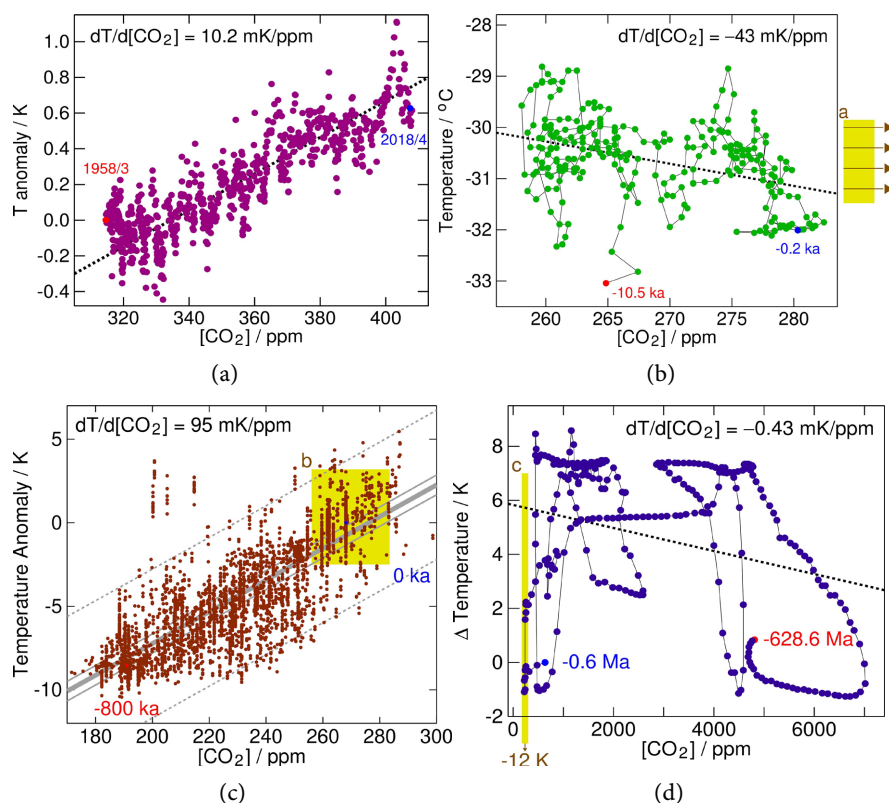 (a)
dT/d[CO₂] = 10.2 mK/ppm
T anomaly / K
1.0
0.8
0.6
0.4
0.2
0.0
-0.2
-0.4
1958/3
2018/4
320 340 360 380 400
[CO₂] / ppm
(a)
(b)
dT/d[CO₂] = −43 mK/ppm
Temperature / °C
-28
-29
-30
-31
-32
-33
a
-0.2 ka
-10.5 ka
260 265 270 275 280
[CO₂] / ppm
(b)
dT/d[CO₂] = 95 mK/ppm
Temperature Anomaly / K
5
0
-5
-10
b
0 ka
-800 ka
180 200 220 240 260 280 300
[CO₂] / ppm
(c)
dT/d[CO₂] = −0.43 mK/ppm
Δ Temperature / K
8
6
4
2
0
-2
c
-628.6 Ma
-0.6 Ma
0 2000 4000 6000
-12 K
[CO₂] / ppm
(d)